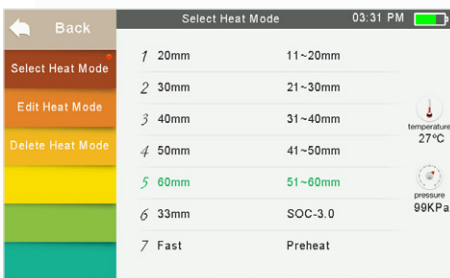 Back
Select Heat Mode
03:31 PM
Select Heat Mode
Edit Heat Mode
Delete Heat Mode
1 20mm 11~20mm
2 30mm 21~30mm
3 40mm 31~40mm
4 50mm 41~50mm
5 60mm 51~60mm
6 33mm SOC-3.0
7 Fast Preheat
temperature
27°C
pressure
99KPa